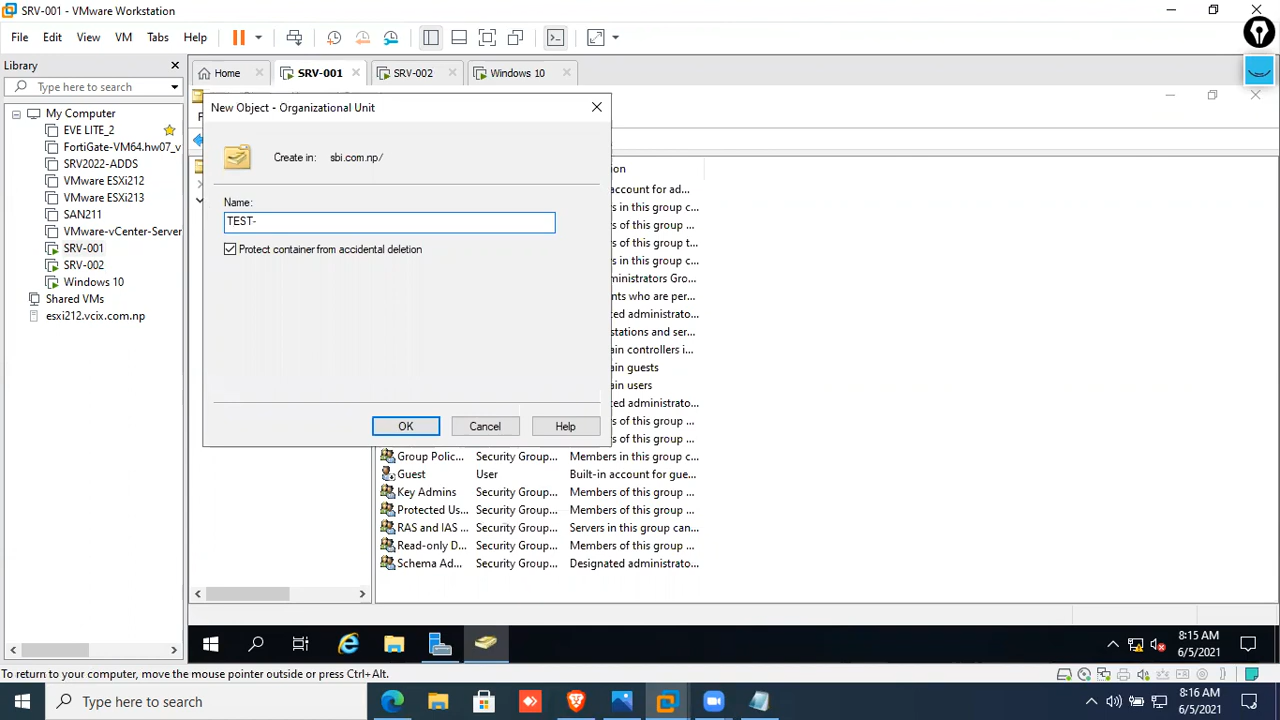 SRV-001 - VMware Workstation
File Edit View VM Tabs Help
Library
Type here to search
Home SRV-001 SRV-002 Windows 10
My Computer
EVE LITE_2
FortiGate-VM64.hw07_v
SRV2022-ADDS
VMware ESXi212
VMware ESXi213
SAN211
VMware-vCenter-Server
SRV-001
SRV-002
Windows 10
Shared VMs
esxi212.vcix.com.np
New Object - Organizational Unit
Create in: sbi.com.np/
Name:
TEST-
Protect container from accidental deletion
OK Cancel Help
ion
account for ad...
of this group c...
of this group ...
of this group t...
of this group c...
dministrators Gro...
nts who are per...
ed administrato...
stations and ser...
ain controllers i...
ain guests
ain users
ed administrato...
s of this group ...
s of this group ...
Group Polic... Security Group... Members in this group c...
Guest User Built-in account for gue...
Key Admins Security Group... Members of this group ...
Protected Us... Security Group... Members of this group ...
RAS and IAS ... Security Group... Servers in this group can...
Read-only D... Security Group... Members of this group ...
Schema Ad... Security Group... Designated administrato...
8:15 AM
6/5/2021
To return to your computer, move the mouse pointer outside or press Ctrl+Alt.
Type here to search
8:16 AM
6/5/2021